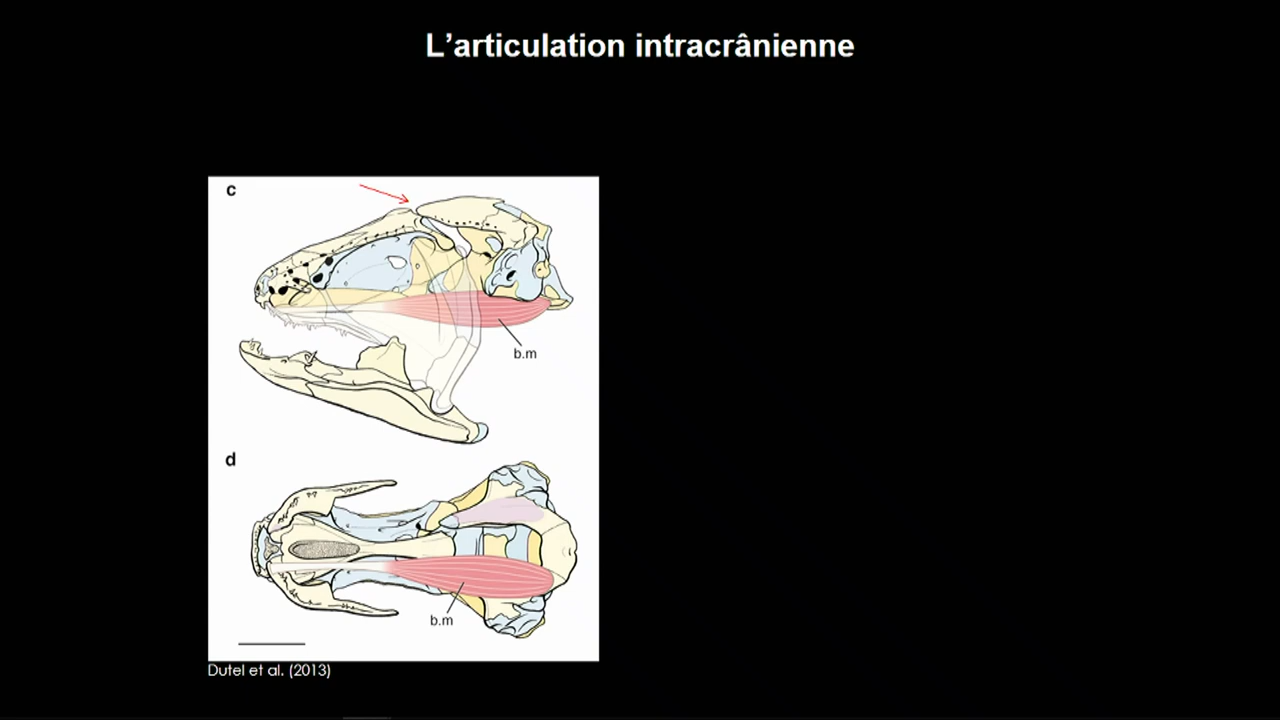 L’articulation intracrânienne
c
b.m
d
b.m
Dutel et al. (2013)